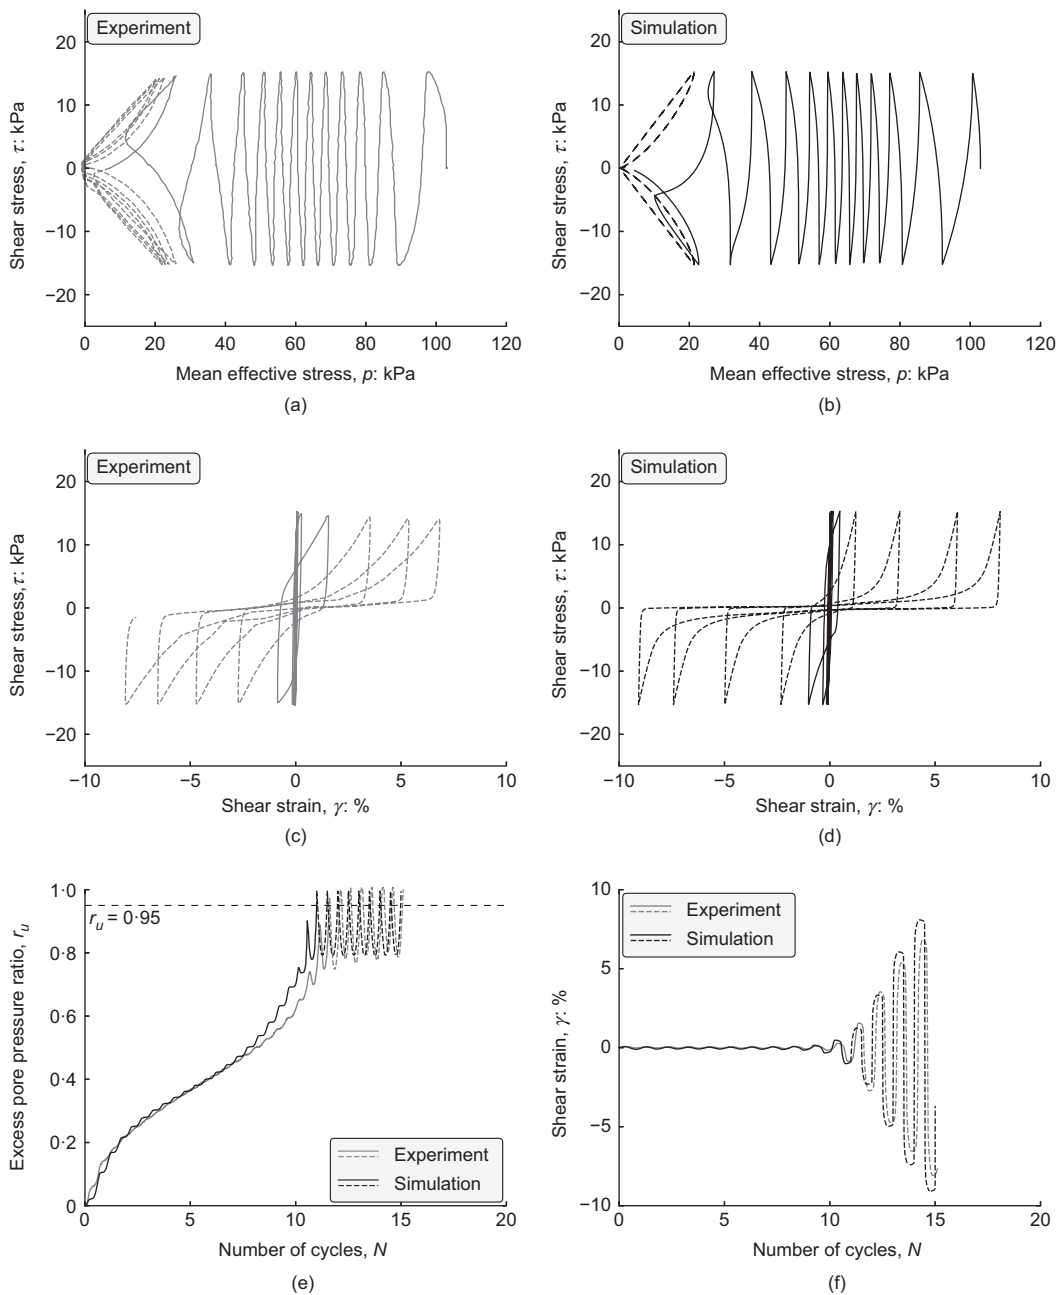 Experiment
20
10
0
−10
−20
Shear stress, τ: kPa
0 20 40 60 80 100 120
Mean effective stress, p: kPa
(a)
Simulation
20
10
0
−10
−20
Shear stress, τ: kPa
0 20 40 60 80 100 120
Mean effective stress, p: kPa
(b)
Experiment
20
10
0
−10
−20
Shear stress, τ: kPa
−10 −5 0 5 10
Shear strain, γ: %
(c)
Simulation
20
10
0
−10
−20
Shear stress, τ: kPa
−10 −5 0 5 10
Shear strain, γ: %
(d)
1·0
0·8
0·6
0·4
0·2
0
Excess pore pressure ratio, rᵤ
rᵤ = 0·95
Experiment
Simulation
0 5 10 15 20
Number of cycles, N
(e)
10
5
0
−5
−10
Shear strain, γ: %
Experiment
Simulation
0 5 10 15 20
Number of cycles, N
(f)